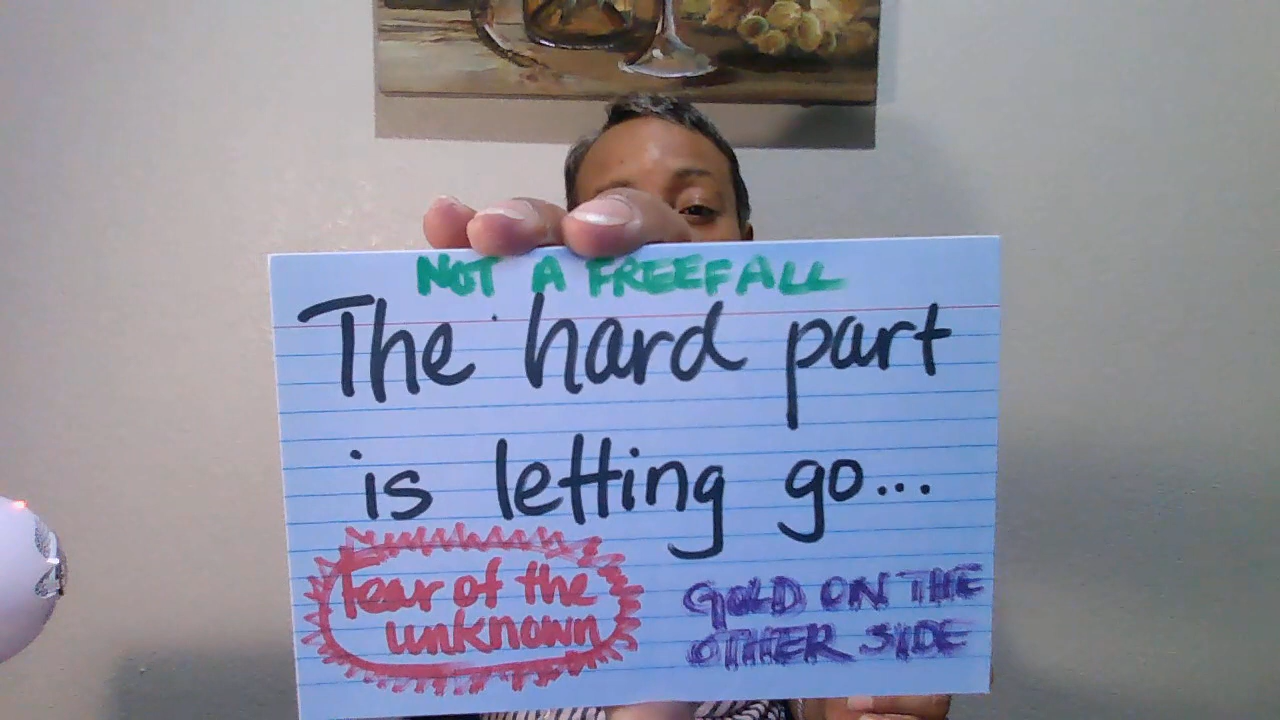 NOT A FREEFALL
The hard part
is letting go...
fear of the
unknown
GOLD ON THE
OTHER SIDE